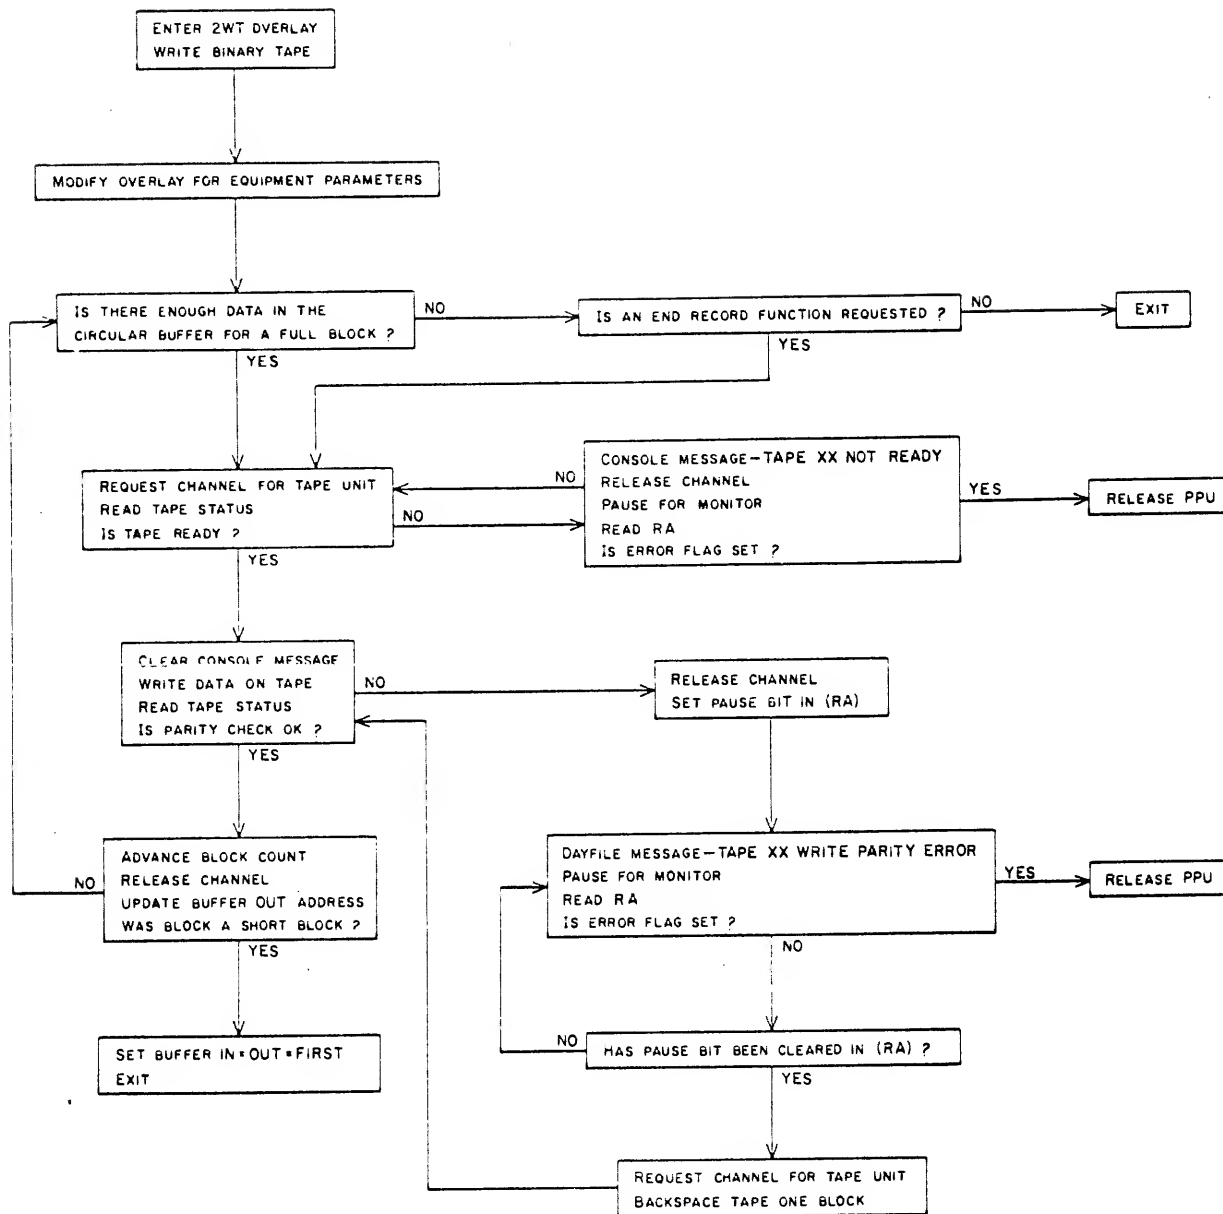 ENTER 2WT OVERLAY
WRITE BINARY TAPE
MODIFY OVERLAY FOR EQUIPMENT PARAMETERS
IS THERE ENOUGH DATA IN THE
CIRCULAR BUFFER FOR A FULL BLOCK ?
NO
IS AN END RECORD FUNCTION REQUESTED ?
NO
EXIT
YES
YES
REQUEST CHANNEL FOR TAPE UNIT
READ TAPE STATUS
IS TAPE READY ?
NO
NO
CONSOLE MESSAGE-TAPE XX NOT READY
RELEASE CHANNEL
PAUSE FOR MONITOR
READ RA
IS ERROR FLAG SET ?
YES
RELEASE PPU
YES
CLEAR CONSOLE MESSAGE
WRITE DATA ON TAPE
READ TAPE STATUS
IS PARITY CHECK OK ?
NO
RELEASE CHANNEL
SET PAUSE BIT IN (RA)
YES
ADVANCE BLOCK COUNT
RELEASE CHANNEL
UPDATE BUFFER OUT ADDRESS
WAS BLOCK A SHORT BLOCK ?
NO
DAYFILE MESSAGE-TAPE XX WRITE PARITY ERROR
PAUSE FOR MONITOR
READ RA
IS ERROR FLAG SET ?
YES
RELEASE PPU
YES
NO
SET BUFFER IN=OUT=FIRST
EXIT
NO
HAS PAUSE BIT BEEN CLEARED IN (RA) ?
YES
REQUEST CHANNEL FOR TAPE UNIT
BACKSPACE TAPE ONE BLOCK